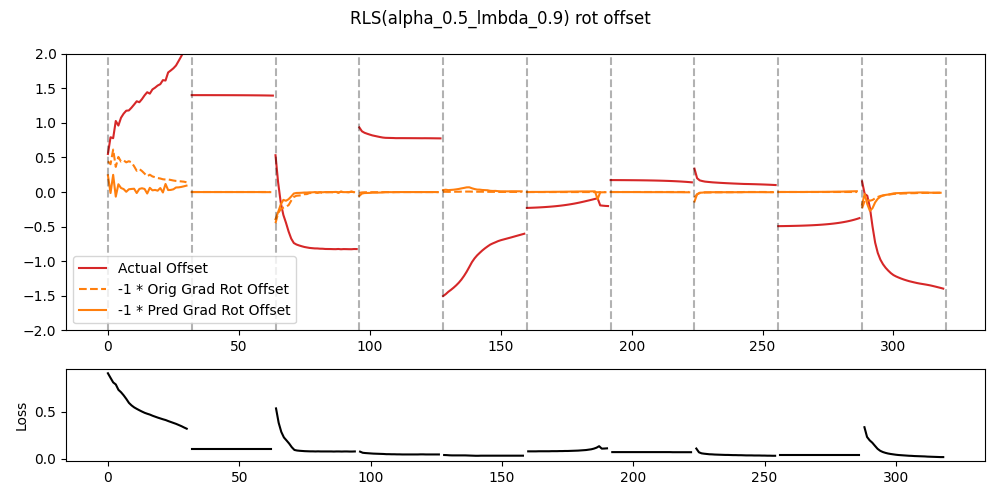 RLS(alpha_0.5_lmbda_0.9) rot offset
2.0
1.5
1.0
0.5
0.0
−0.5
−1.0
−1.5
−2.0
Actual Offset
-1 * Orig Grad Rot Offset
-1 * Pred Grad Rot Offset
0 50 100 150 200 250 300
Loss
0.5
0.0
0 50 100 150 200 250 300